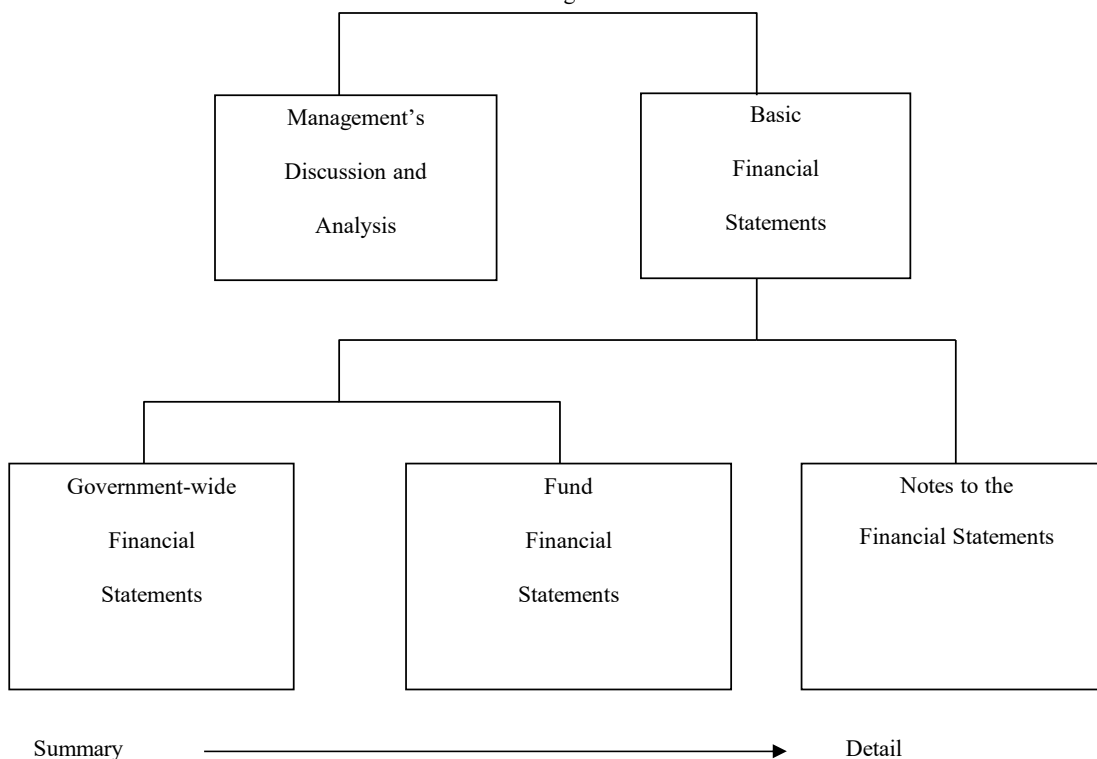 Management's
Discussion and
Analysis
Basic
Financial
Statements
Government-wide
Financial
Statements
Fund
Financial
Statements
Notes to the
Financial Statements
Summary
Detail